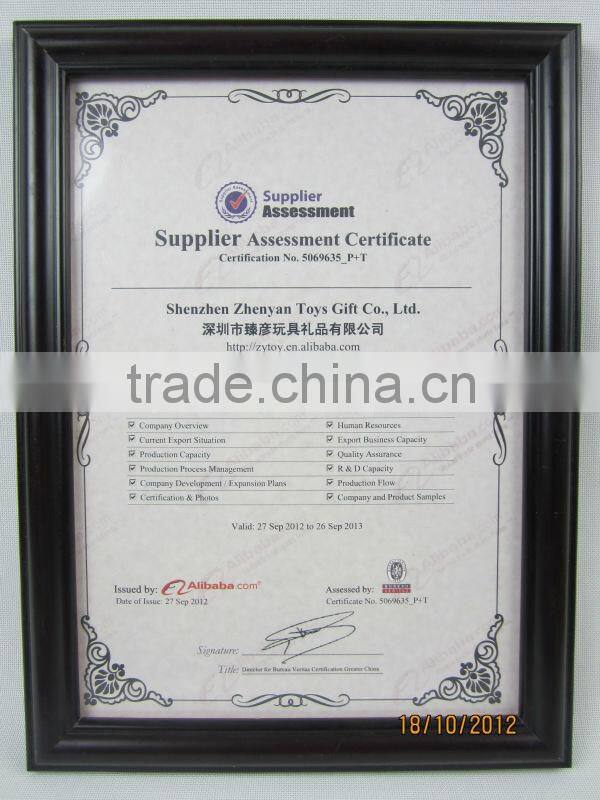 Supplier
Assessment
Supplier Assessment Certificate
Certification No. 5069635_P+T
Shenzhen Zhenyan Toys Gift Co., Ltd.
深圳市臻彦玩具礼品有限公司
http://zytoy.en.alibaba.com
trade.china.cn
Company Overview
Human Resources
Current Export Situation
Export Business Capacity
Production Capacity
Quality Assurance
Production Process Management
R & D Capacity
Company Development / Expansion Plans
Production Flow
Certification & Photos
Company and Product Samples
Valid: 27 Sep 2012 to 26 Sep 2013
Issued by: Alibaba.com®
Assessed by: BUREAU VERITAS
Date of Issue: 27 Sep 2012
Certificate No. 5069635_P+T
Signature:
Title: Director for Bureau Veritas Certification Greater China
18/10/2012